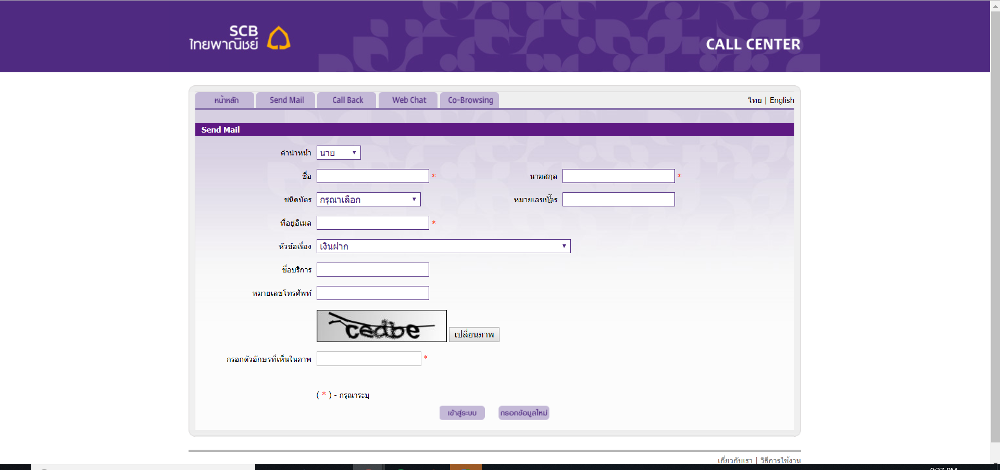 SCB
ไทยพาณิชย์
CALL CENTER
หน้าหลัก Send Mail Call Back Web Chat Co-Browsing ไทย | English
Send Mail
คำนำหน้า นาย
ชื่อ * นามสกุล *
ชนิดบัตร กรุณาเลือก หมายเลขบัตร
ที่อยู่อีเมล *
หัวข้อเรื่อง เงินฝาก
ชื่อบริการ
หมายเลขโทรศัพท์
cedbe เปลี่ยนภาพ
กรอกตัวอักษรที่เห็นในภาพ *
( * ) - กรุณาระบุ
เข้าสู่ระบบ กรอกข้อมูลใหม่
เกี่ยวกับเรา | วิธีการใช้งาน